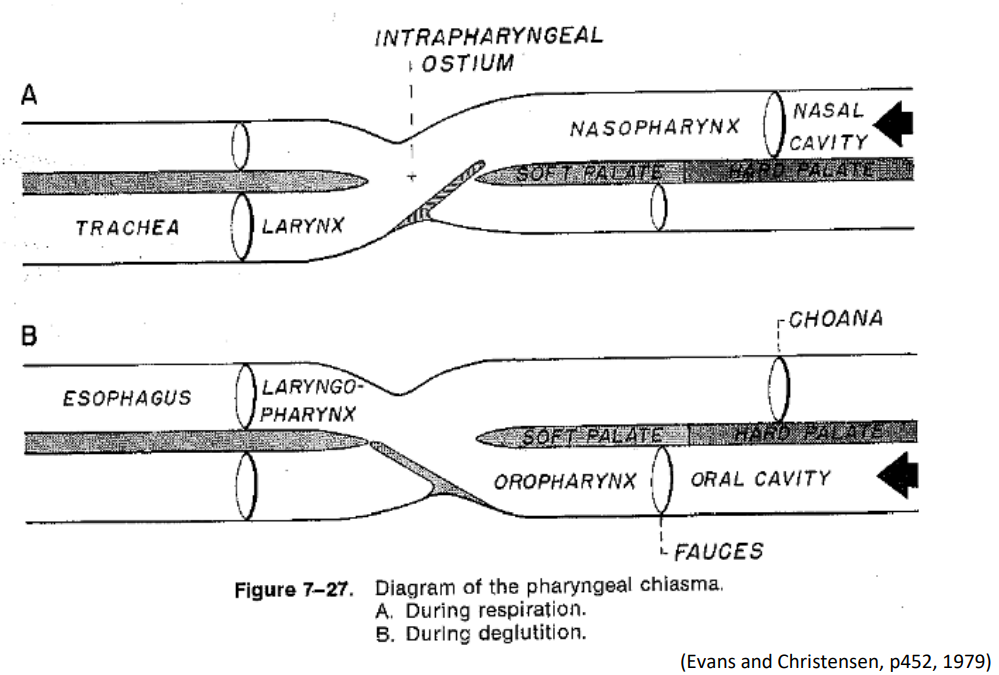 INTRAPHARYNGEAL
OSTIUM
A
NASOPHARYNX
NASAL
CAVITY
SOFT PALATE
HARD PALATE
TRACHEA
LARYNX
B
CHOANA
ESOPHAGUS
LARYNGO-
PHARYNX
SOFT PALATE
HARD PALATE
OROPHARYNX
ORAL CAVITY
FAUCES
Figure 7–27. Diagram of the pharyngeal chiasma.
A. During respiration.
B. During deglutition.
(Evans and Christensen, p452, 1979)